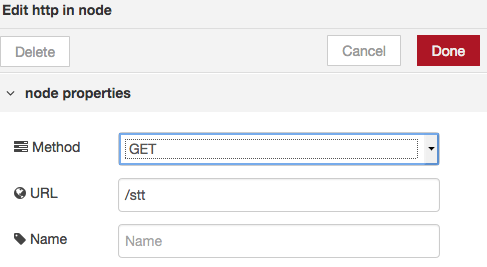 Edit http in node
Delete Cancel Done
node properties
Method GET
URL /stt
Name Name